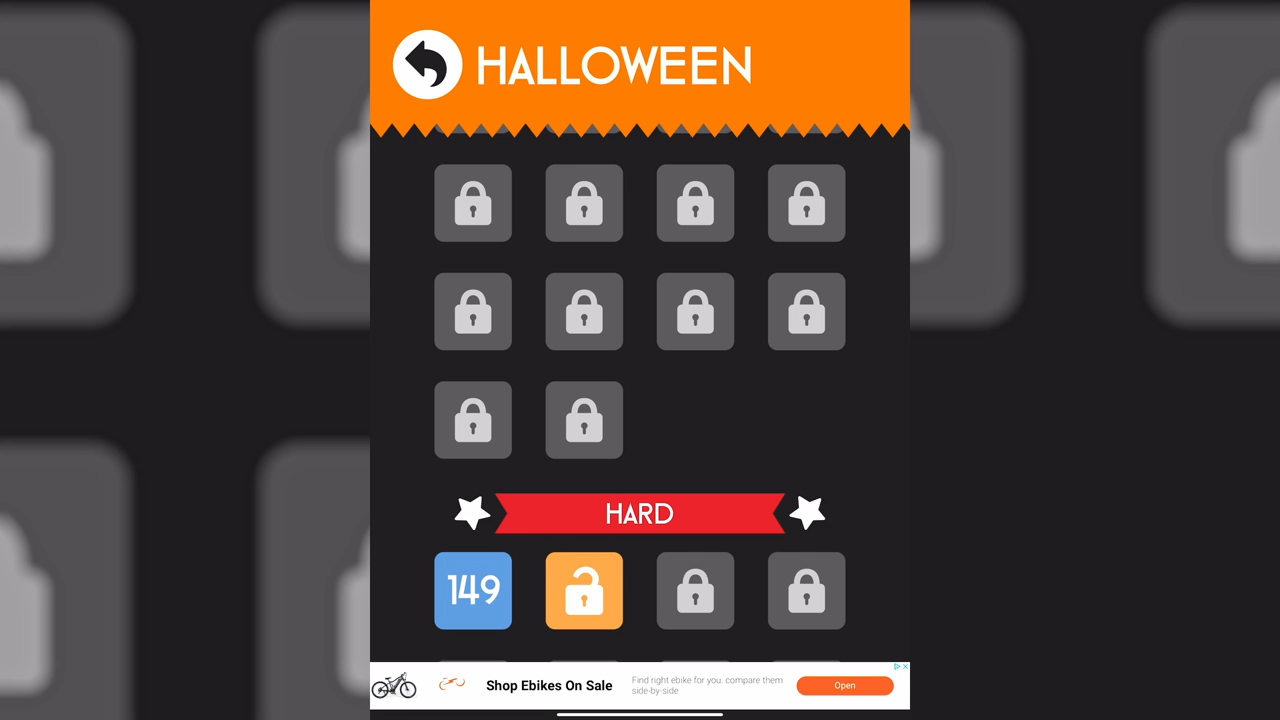 HALLOWEEN
HARD
149
Shop Ebikes On Sale
Find right ebike for you. compare them
side-by-side
Open